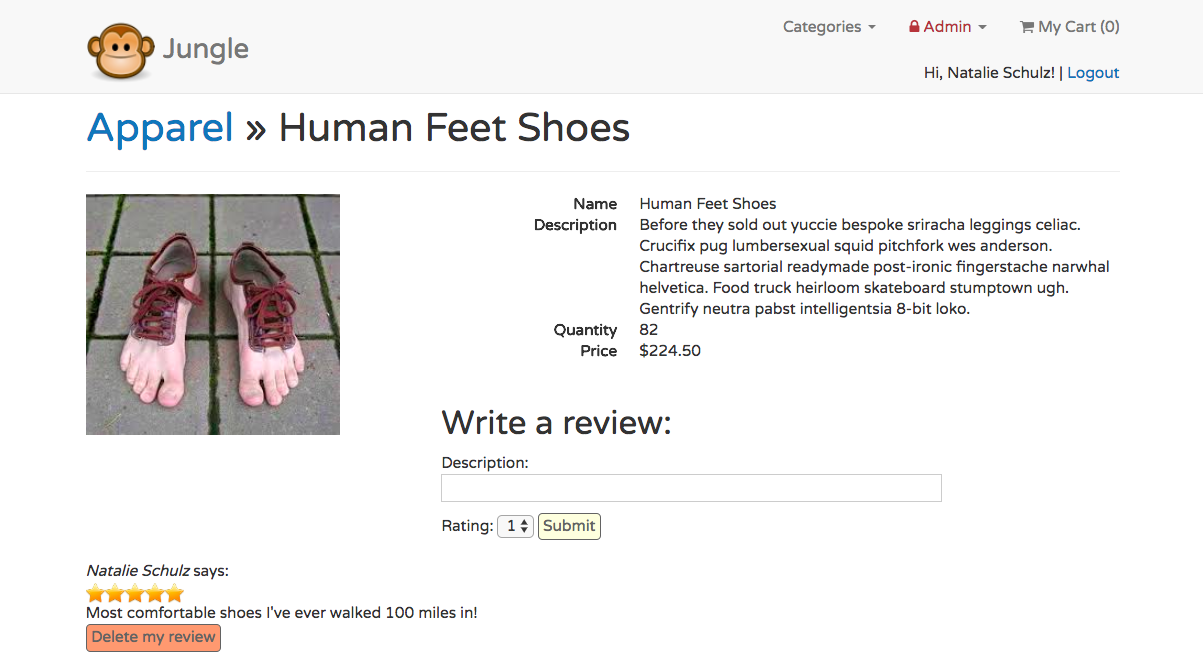 Jungle
Categories
Admin
My Cart (0)
Hi, Natalie Schulz! | Logout
Apparel » Human Feet Shoes
Name Human Feet Shoes
Description Before they sold out yuccie bespoke sriracha leggings celiac.
Crucifix pug lumbersexual squid pitchfork wes anderson.
Chartreuse sartorial readymade post-ironic fingerstache narwhal
helvetica. Food truck heirloom skateboard stumptown ugh.
Gentrify neutra pabst intelligentsia 8-bit loko.
Quantity 82
Price $224.50
Write a review:
Description:
Rating: 1 Submit
Natalie Schulz says:
Most comfortable shoes I've ever walked 100 miles in!
Delete my review